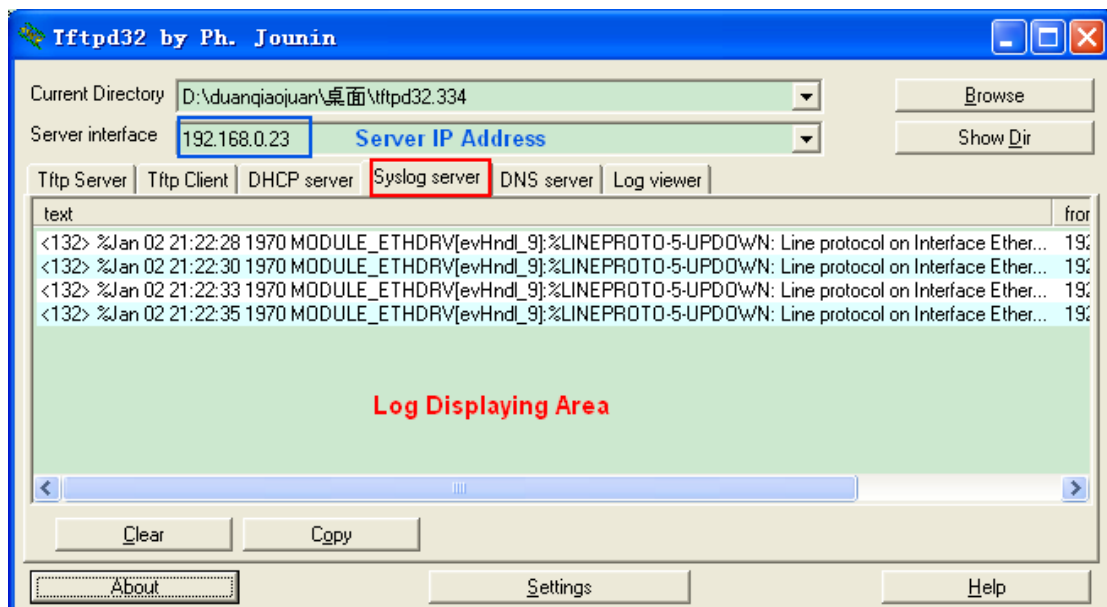 Tftpd32 by Ph. Jounin
Current Directory D:\duanqiaojuan\桌面\tftpd32.334 Browse
Server interface 192.168.0.23 Server IP Address Show Dir
Tftp Server Tftp Client DHCP server Syslog server DNS server Log viewer
text from
<132> %Jan 02 21:22:28 1970 MODULE_ETHDRV[evHndl_9]:%LINEPROTO-5-UPDOWN: Line protocol on Interface Ether... 192
<132> %Jan 02 21:22:30 1970 MODULE_ETHDRV[evHndl_9]:%LINEPROTO-5-UPDOWN: Line protocol on Interface Ether... 192
<132> %Jan 02 21:22:33 1970 MODULE_ETHDRV[evHndl_9]:%LINEPROTO-5-UPDOWN: Line protocol on Interface Ether... 192
<132> %Jan 02 21:22:35 1970 MODULE_ETHDRV[evHndl_9]:%LINEPROTO-5-UPDOWN: Line protocol on Interface Ether... 192
Log Displaying Area
Clear Copy
About Settings Help